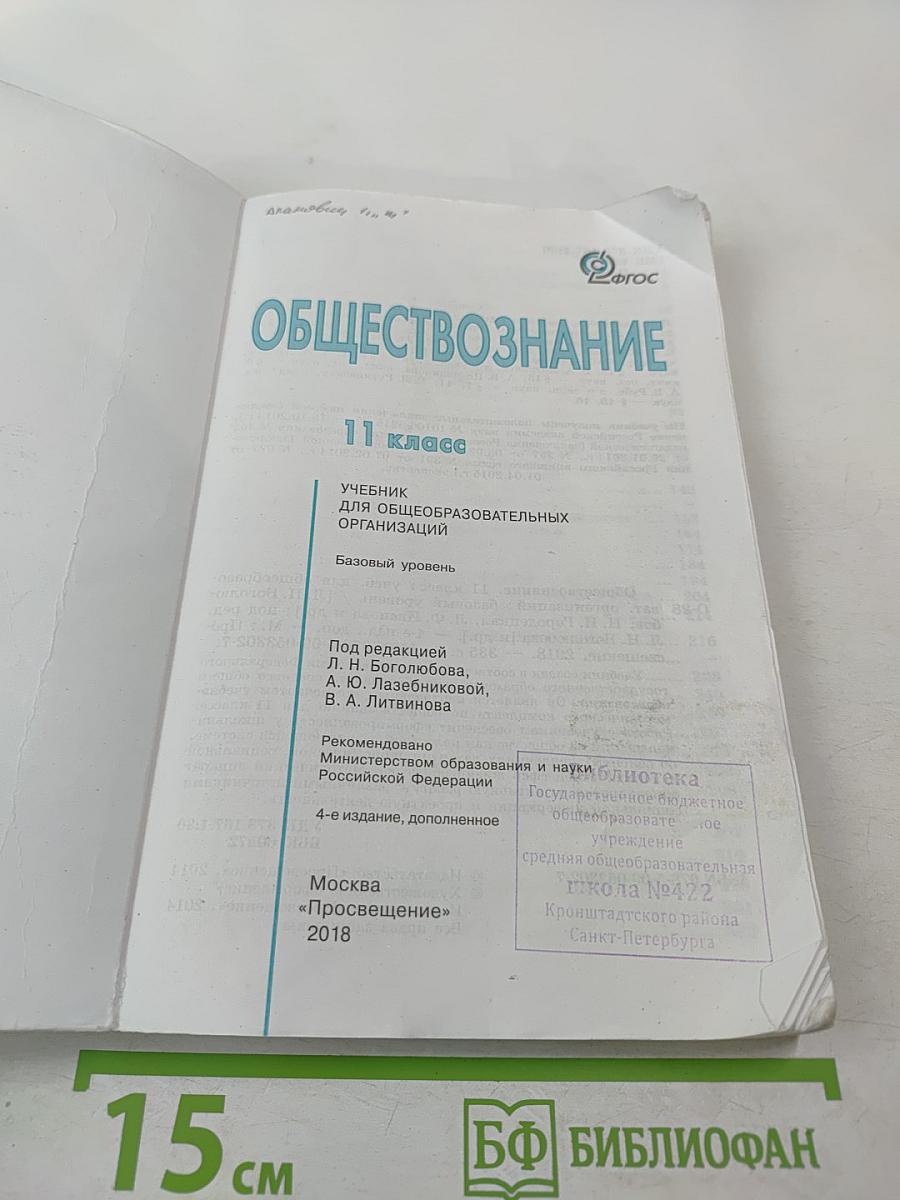 ФГОС
ОБЩЕСТВОЗНАНИЕ
11 класс
УЧЕБНИК
ДЛЯ ОБЩЕОБРАЗОВАТЕЛЬНЫХ
ОРГАНИЗАЦИЙ
Базовый уровень
Под редакцией
Л. Н. Боголюбова,
А. Ю. Лазебниковой,
В. А. Литвинова
Рекомендовано
Министерством образования и науки
Российской Федерации
4-е издание, дополненное
Москва
«Просвещение»
2018
Библиотека
Государственное бюджетное
учреждение
средняя общеобразовательная
школа №422
Кронштадтского района
Санкт-Петербурга
15 см
БФ БИБЛИОФАН